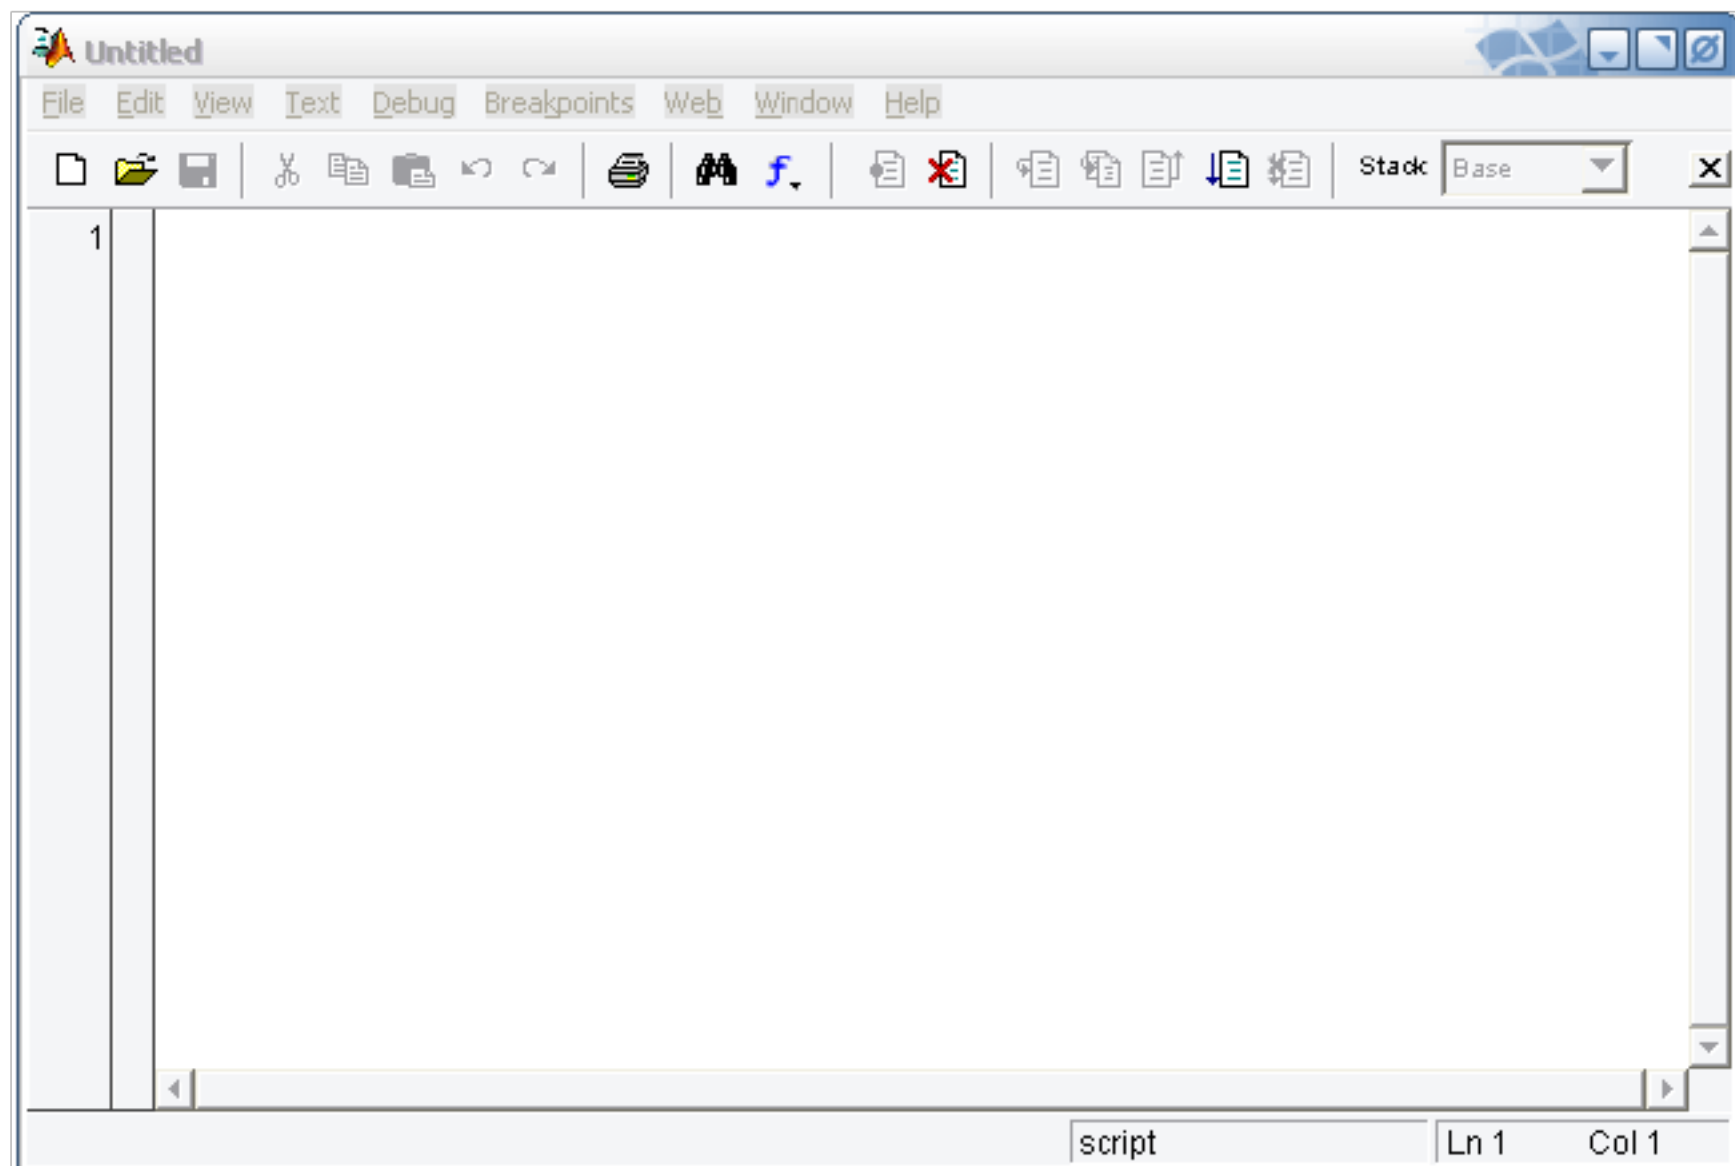 Untitled
File Edit View Text Debug Breakpoints Web Window Help
Stack Base
1
script Ln 1 Col 1